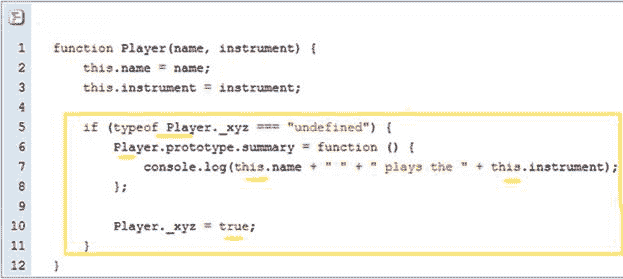 1 function Player(name, instrument) {
2 this.name = name;
3 this.instrument = instrument;
4
5 if (typeof Player._xyz === "undefined") {
6 Player.prototype.summary = function () {
7 console.log(this.name + " " + " plays the " + this.instrument);
8 };
9
10 Player._xyz = true;
11 }
12 }